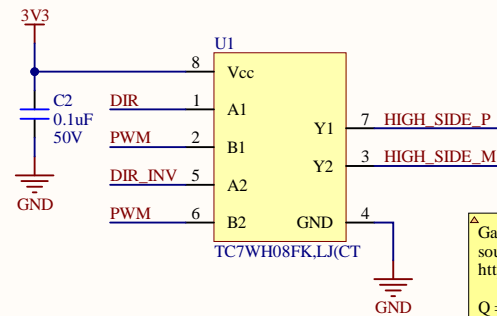 3V3
U1
8 Vcc
C2
0.1uF
50V
DIR 1 A1
Y1 7 HIGH_SIDE_P
PWM 2 B1
Y2 3 HIGH_SIDE_M
DIR_INV 5 A2
PWM 6 B2
GND 4
GND
TC7WH08FK,LJ(CT
GND
Ga
sou
htt
Q =